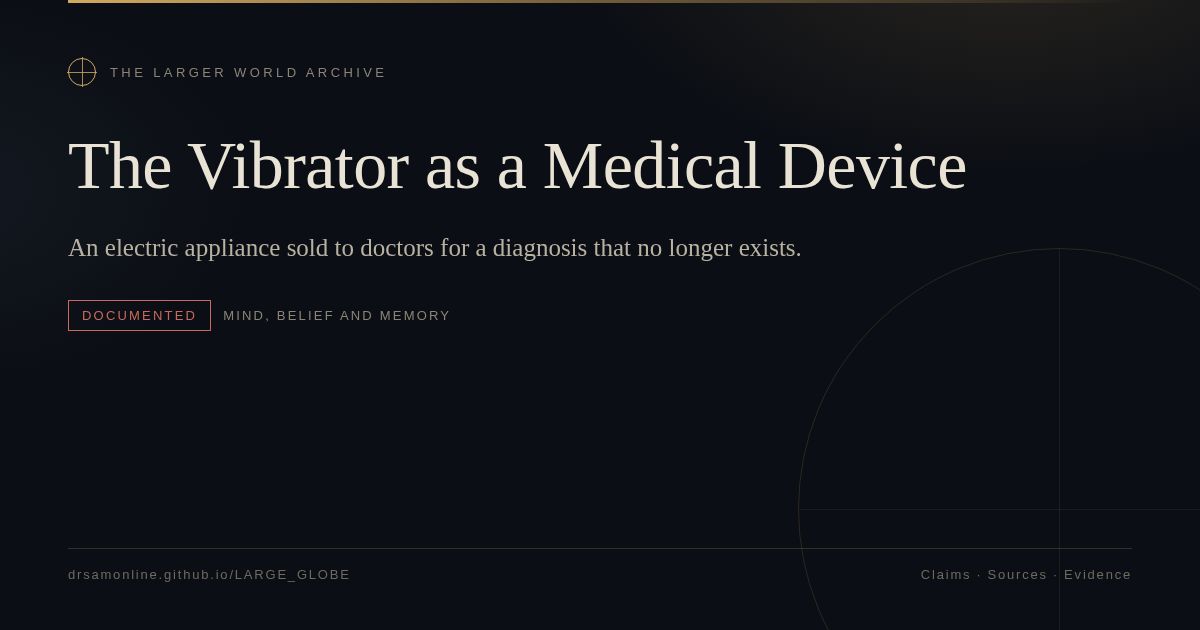 THE LARGER WORLD ARCHIVE
The Vibrator as a Medical Device
An electric appliance sold to doctors for a diagnosis that no longer exists.
DOCUMENTED MIND, BELIEF AND MEMORY
drsamonline.github.io/LARGE_GLOBE Claims · Sources · Evidence